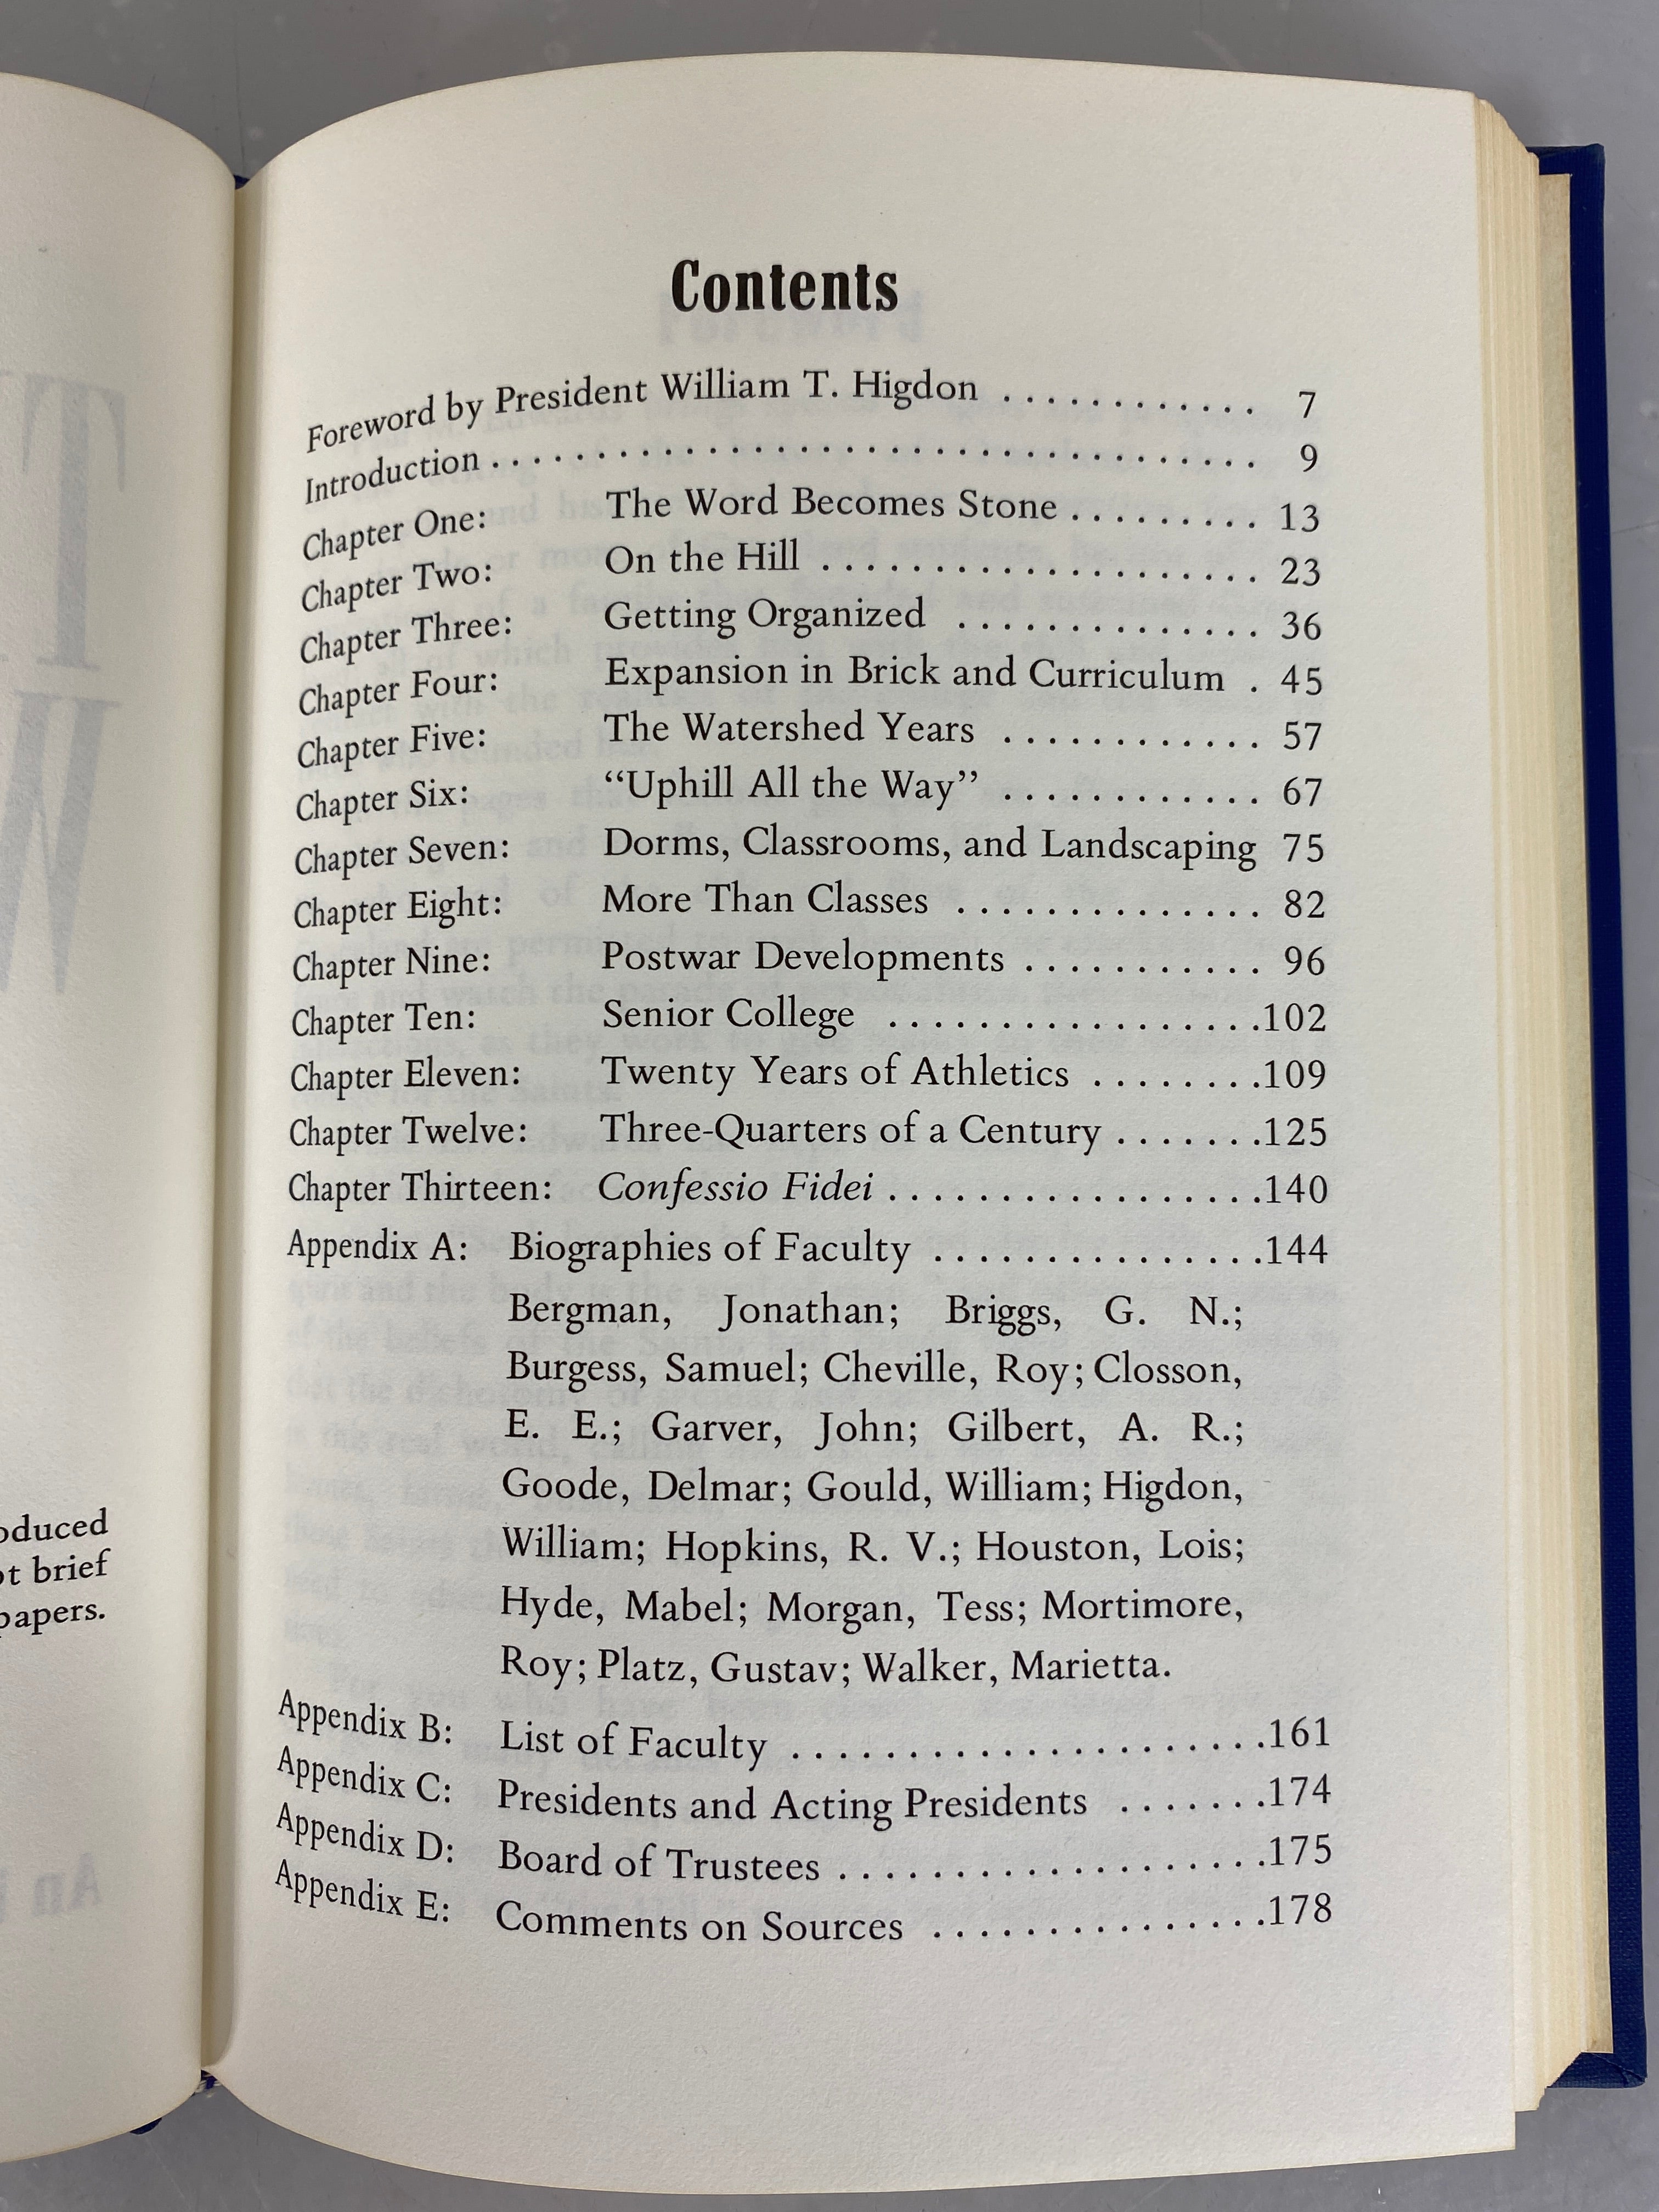 oduced
ot brief
papers.
Contents
Foreword by President William T. Higdon ............ 7
Introduction .............................. 9
Chapter One: The Word Becomes Stone ......... 13
Chapter Two: On the Hill .................... 23
Chapter Three: Getting Organized .............. 36
Chapter Four: Expansion in Brick and Curriculum . 45
Chapter Five: The Watershed Years ............ 57
Chapter Six: “Uphill All the Way” ............ 67
Chapter Seven: Dorms, Classrooms, and Landscaping 75
Chapter Eight: More Than Classes .............. 82
Chapter Nine: Postwar Developments ........... 96
Chapter Ten: Senior College .................102
Chapter Eleven: Twenty Years of Athletics ........109
Chapter Twelve: Three-Quarters of a Century .......125
Chapter Thirteen: Confessio Fidei .................140
Appendix A: Biographies of Faculty ...............144
Bergman, Jonathan; Briggs, G. N.;
Burgess, Samuel; Cheville, Roy; Closson,
E. E.; Garver, John; Gilbert, A. R.;
Goode, Delmar; Gould, William; Higdon,
William; Hopkins, R. V.; Houston, Lois;
Hyde, Mabel; Morgan, Tess; Mortimore,
Roy; Platz, Gustav; Walker, Marietta.
Appendix B: List of Faculty .....................161
Appendix C: Presidents and Acting Presidents .......174
Appendix D: Board of Trustees ...................175
Appendix E: Comments on Sources ...............178